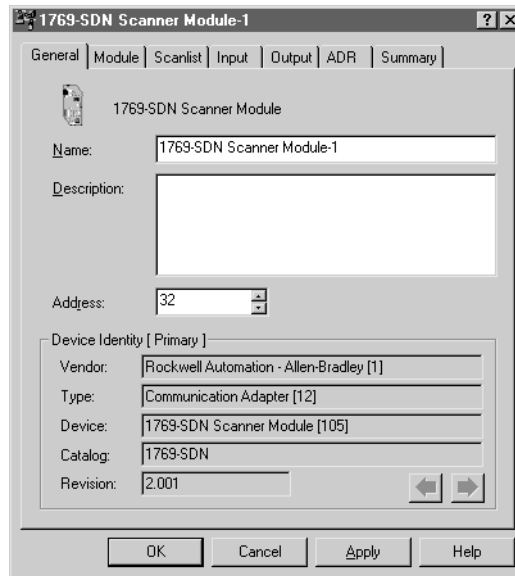 1769-SDN Scanner Module-1
General Module Scanlist Input Output ADR Summary
1769-SDN Scanner Module
Name: 1769-SDN Scanner Module-1
Description:
Address: 32
Device Identity [ Primary ]
Vendor: Rockwell Automation - Allen-Bradley [1]
Type: Communication Adapter [12]
Device: 1769-SDN Scanner Module [105]
Catalog: 1769-SDN
Revision: 2.001
OK Cancel Apply Help